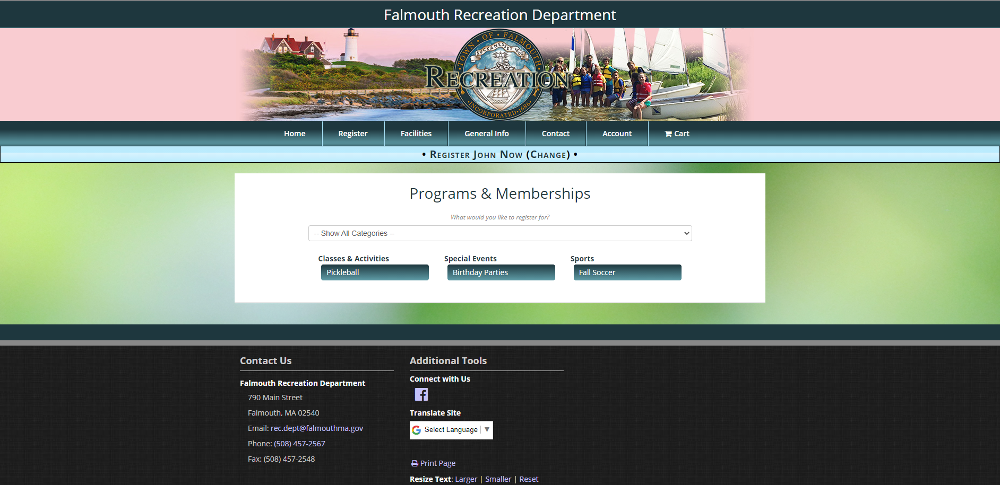 Falmouth Recreation Department
TOWN • OF • FALMOUTH
SUCKANESSET 1602
RECREATION
• INCORPORATED • 1686 •
Home
Register
Facilities
General Info
Contact
Account
Cart
• Register John Now (Change) •
Programs & Memberships
What would you like to register for?
-- Show All Categories --
Classes & Activities
Pickleball
Special Events
Birthday Parties
Sports
Fall Soccer
Contact Us
Falmouth Recreation Department
790 Main Street
Falmouth, MA 02540
Email: rec.dept@falmouthma.gov
Phone: (508) 457-2567
Fax: (508) 457-2548
Additional Tools
Connect with Us
Translate Site
Select Language
Print Page
Resize Text: Larger | Smaller | Reset